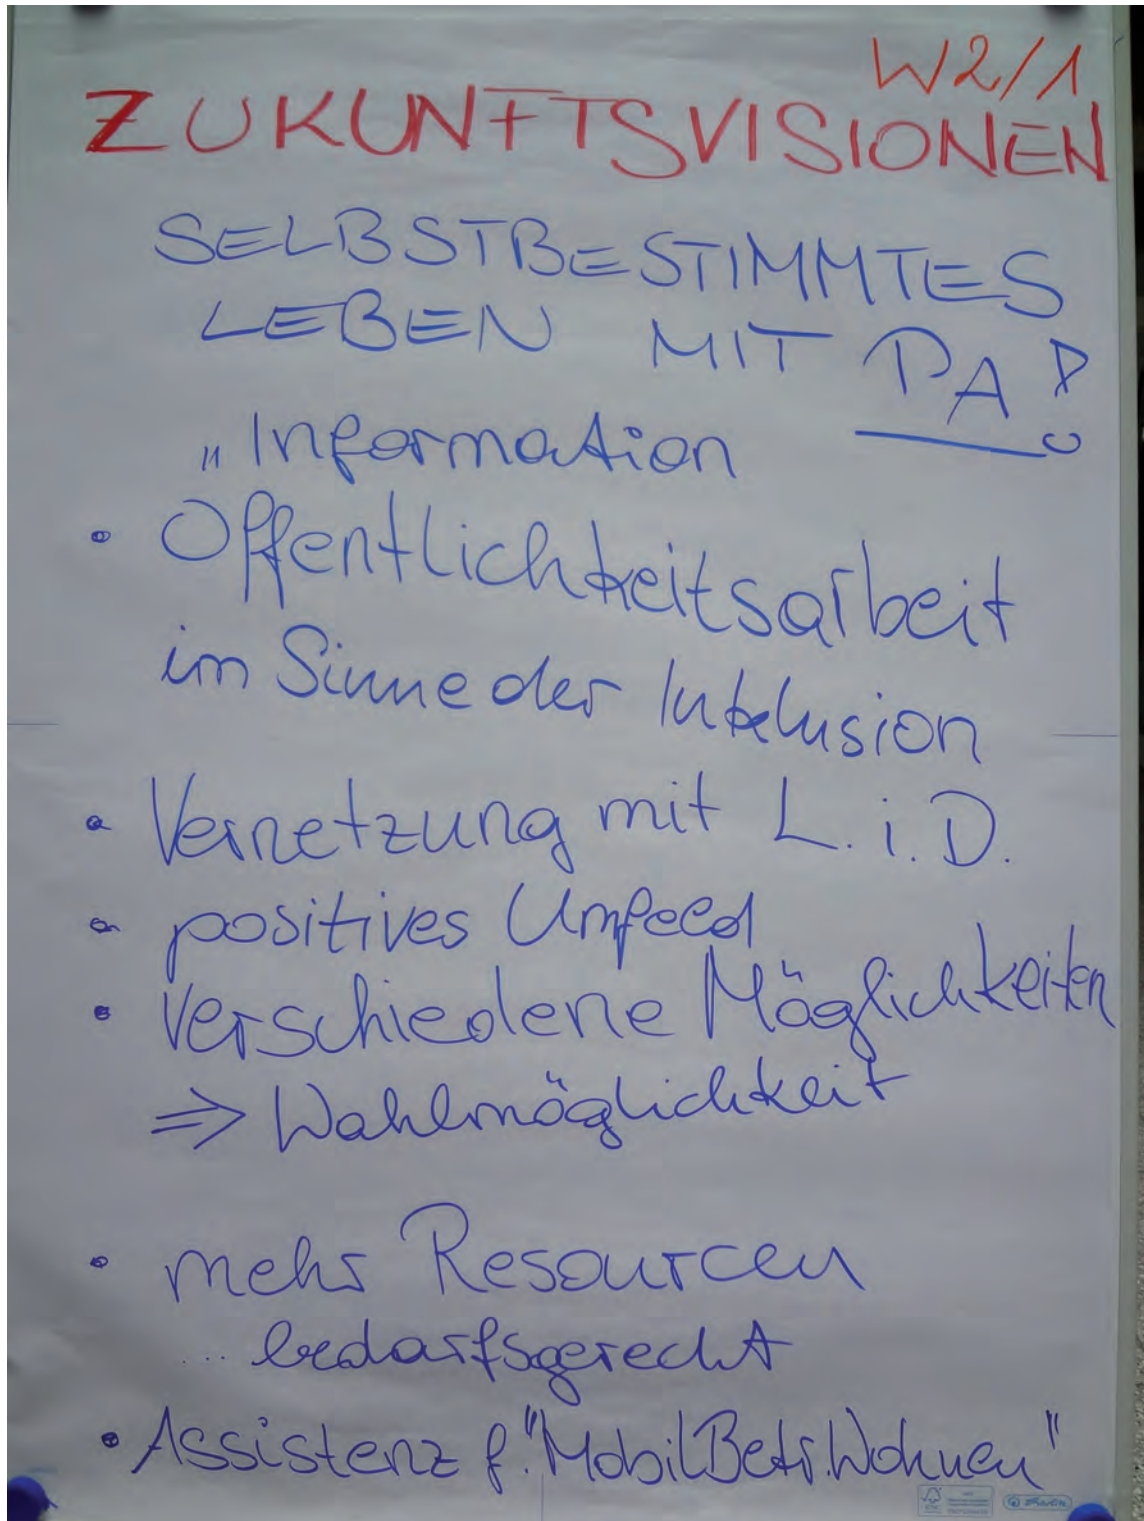 W2/1
ZUKUNFTSVISIONEN
SELBSTBESTIMMTES
LEBEN MIT PA!
„Information
• Öffentlichkeitsarbeit
im Sinne der Inklusion
• Vernetzung mit L.i.D.
• positives Umfeld
• verschiedene Möglichkeiten
⇒ Wahlmöglichkeit
• mehr Resourcen
... bedarfsgerecht
• Assistenz f. "Mobil Betr. Wohnen"